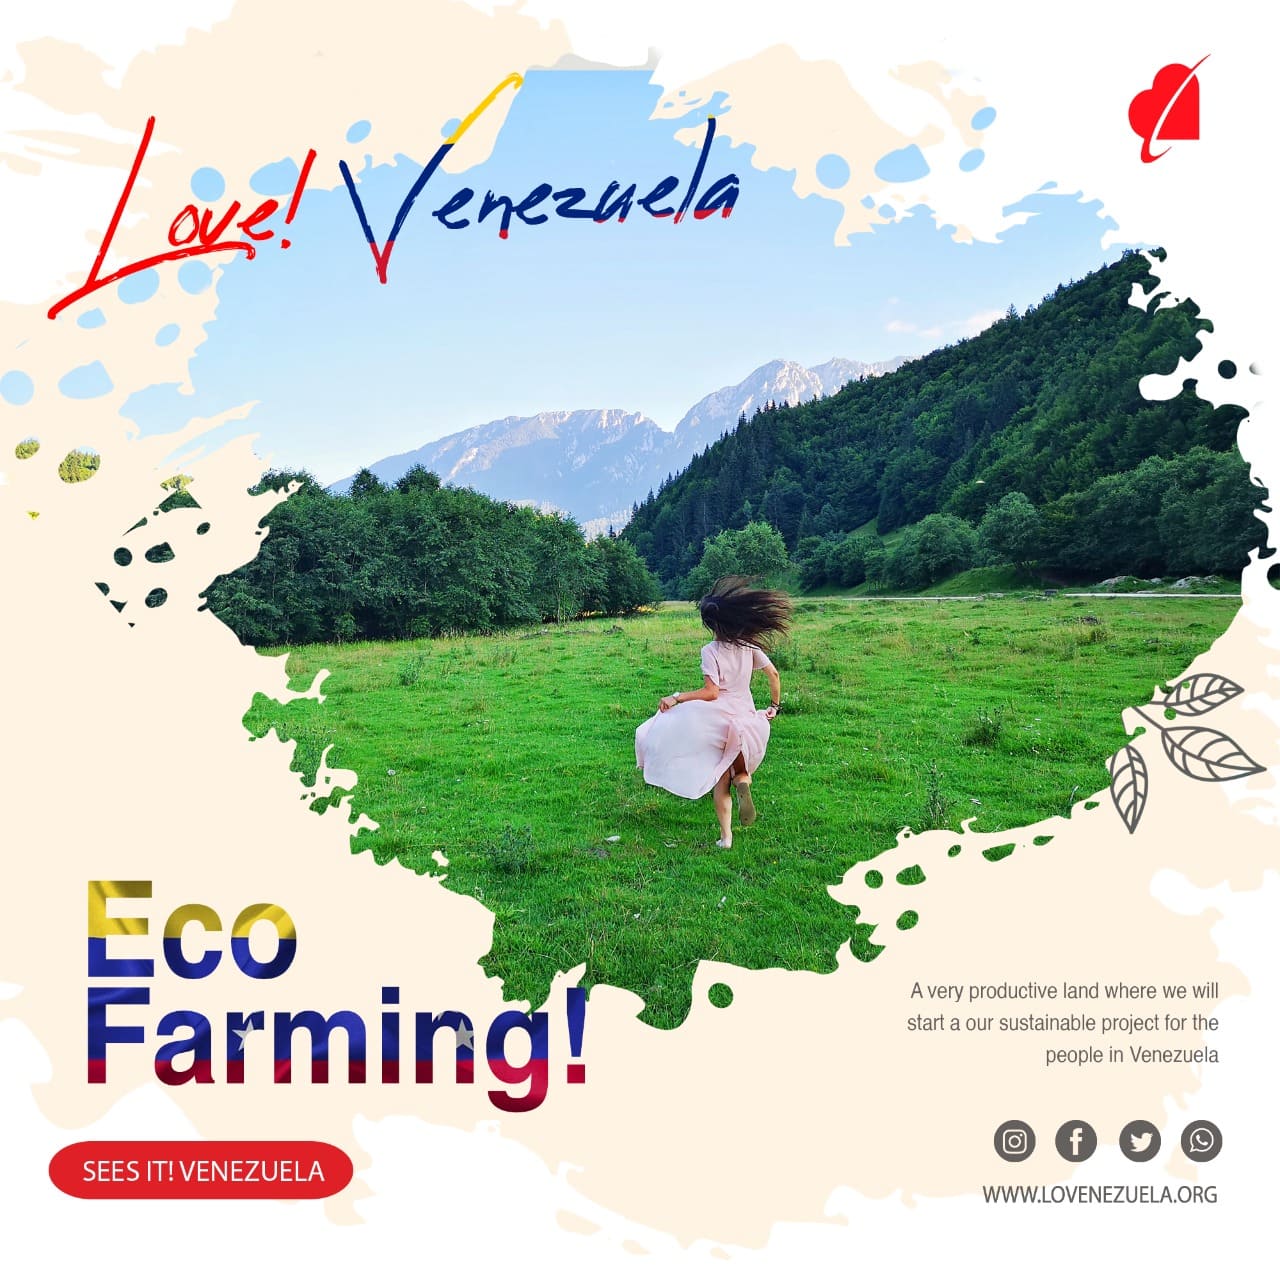 Love! Venezuela
Eco
Farming!
A very productive land where we will
start a our sustainable project for the
people in Venezuela
SEES IT! VENEZUELA
WWW.LOVENEZUELA.ORG